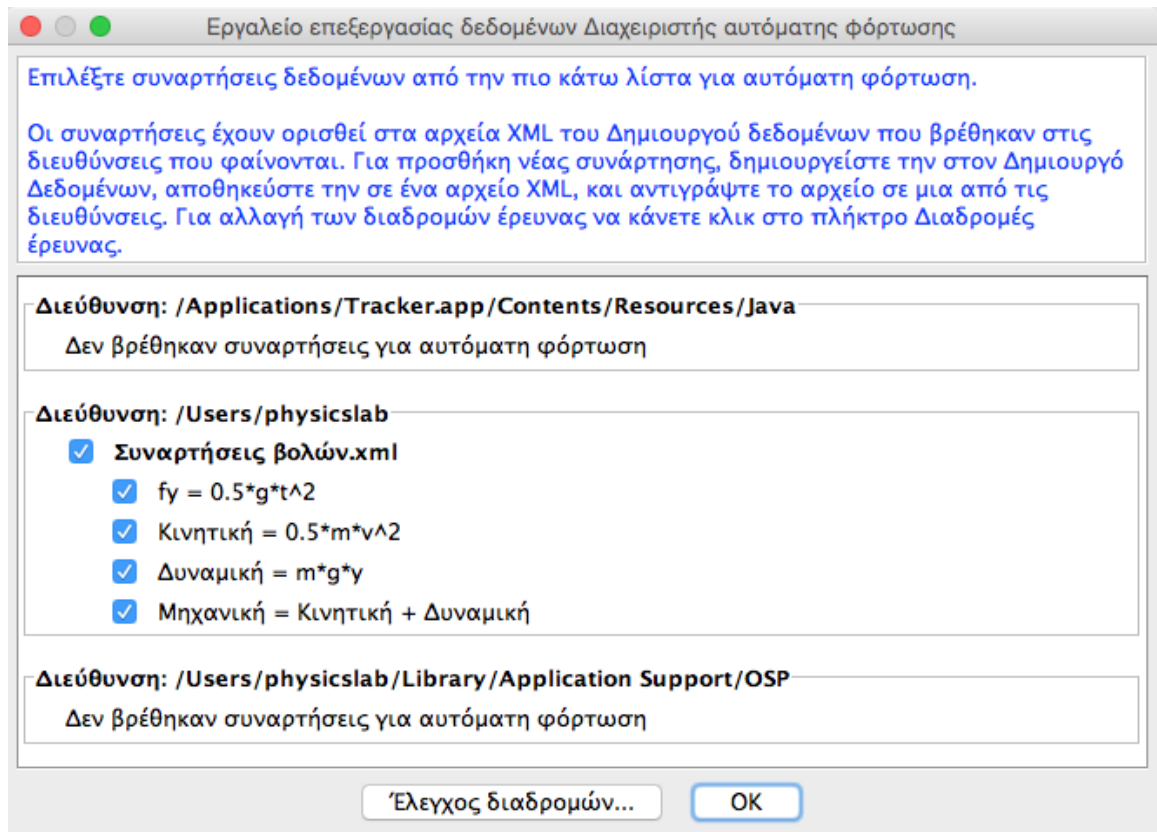 Εργαλείο επεξεργασίας δεδομένων Διαχειριστής αυτόματης φόρτωσης
Επιλέξτε συναρτήσεις δεδομένων από την πιο κάτω λίστα για αυτόματη φόρτωση.
Οι συναρτήσεις έχουν ορισθεί στα αρχεία XML του Δημιουργού δεδομένων που βρέθηκαν στις
διευθύνσεις που φαίνονται. Για προσθήκη νέας συνάρτησης, δημιουργείστε την στον Δημιουργό
Δεδομένων, αποθηκεύστε την σε ένα αρχείο XML, και αντιγράψτε το αρχείο σε μια από τις
διευθύνσεις. Για αλλαγή των διαδρομών έρευνας να κάνετε κλικ στο πλήκτρο Διαδρομές
έρευνας.
Διεύθυνση: /Applications/Tracker.app/Contents/Resources/Java
Δεν βρέθηκαν συναρτήσεις για αυτόματη φόρτωση
Διεύθυνση: /Users/physicslab
Συναρτήσεις βολών.xml
fy = 0.5*g*t^2
Κινητική = 0.5*m*v^2
Δυναμική = m*g*y
Μηχανική = Κινητική + Δυναμική
Διεύθυνση: /Users/physicslab/Library/Application Support/OSP
Δεν βρέθηκαν συναρτήσεις για αυτόματη φόρτωση
Έλεγχος διαδρομών... OK